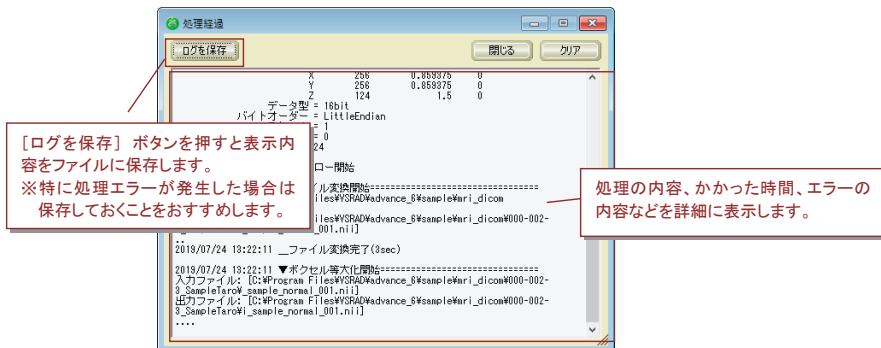 処理経過
ログを保存
閉じる
クリア
X 256 0.859375 0
Y 256 0.859375 0
Z 124 1.5 0
データ型 = 16bit
バイトオーダー = LittleEndian
= 1
= 0
24
ロー開始
イル変換開始================================
iles¥VSRAD¥advance_6¥sample¥mri_dicom
iles¥VSRAD¥advance_6¥sample¥mri_dicom¥000-002-
_001.nii]
..
2019/07/24 13:22:11 __ファイル変換完了(3sec)
2019/07/24 13:22:11 ▼ボクセル等大化開始==============================
入力ファイル: [C:¥Program Files¥VSRAD¥advance_6¥sample¥mri_dicom¥000-002-
3_SampleTaro¥_sample_normal_001.nii]
出力ファイル: [C:¥Program Files¥VSRAD¥advance_6¥sample¥mri_dicom¥000-002-
3_SampleTaro¥i_sample_normal_001.nii]
....
［ログを保存］ボタンを押すと表示内
容をファイルに保存します。
※特に処理エラーが発生した場合は
保存しておくことをおすすめします。
処理の内容、かかった時間、エラーの
内容などを詳細に表示します。